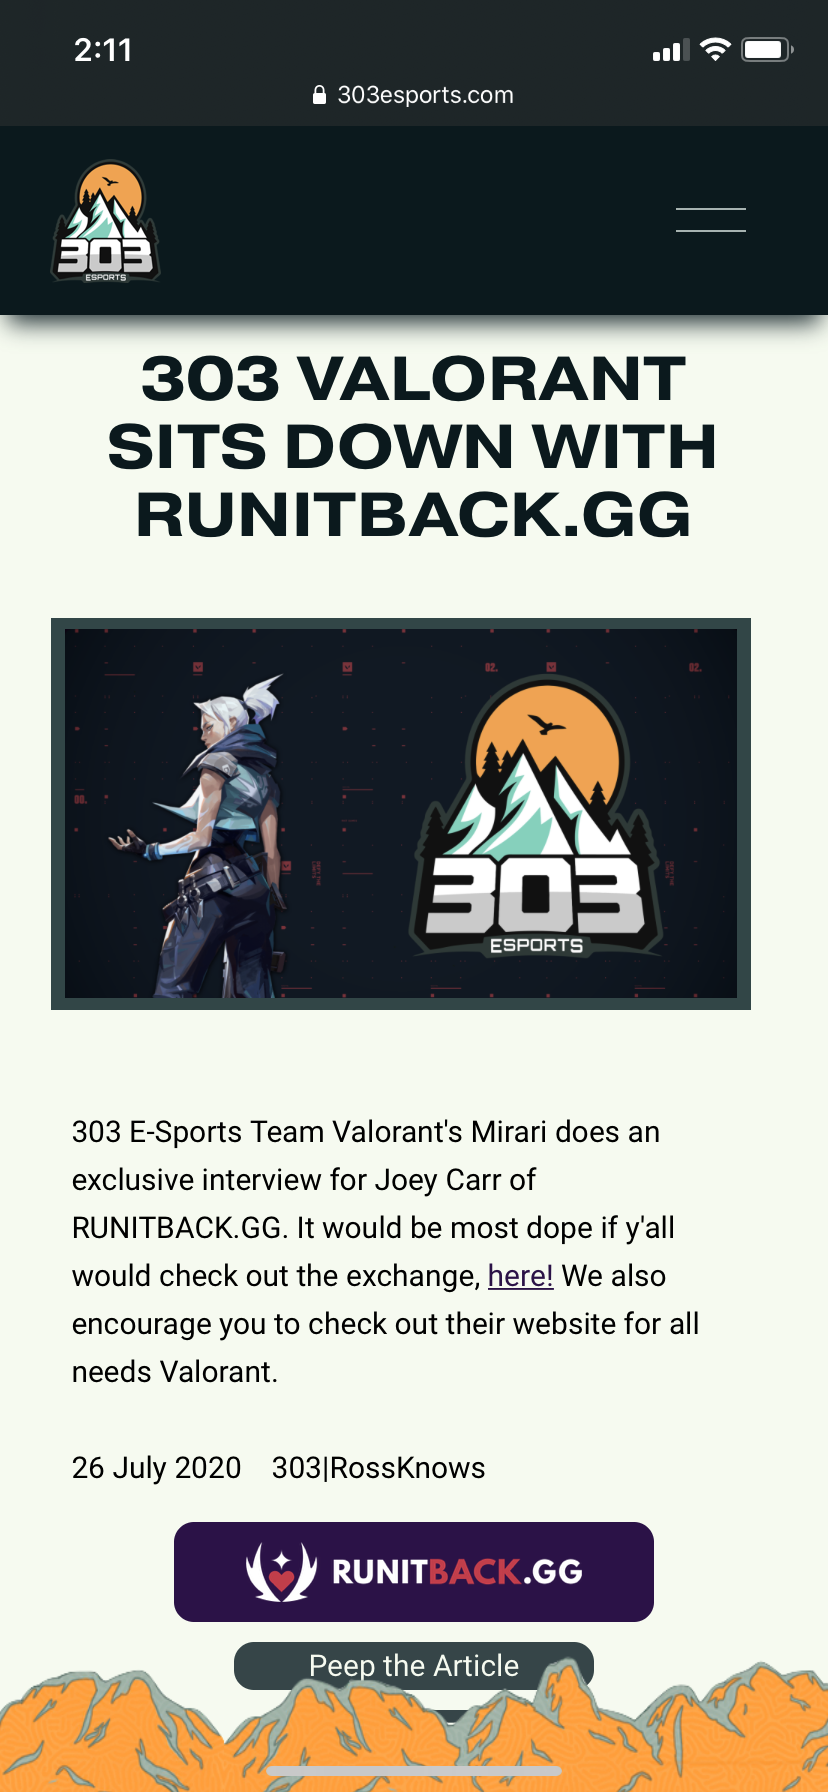 2:11
303esports.com
303
ESPORTS
303 VALORANT
SITS DOWN WITH
RUNITBACK.GG
02.
02.
00.
303
ESPORTS
303 E-Sports Team Valorant's Mirari does an
exclusive interview for Joey Carr of
RUNITBACK.GG. It would be most dope if y'all
would check out the exchange, here! We also
encourage you to check out their website for all
needs Valorant.
26 July 2020 303|RossKnows
RUNITBACK.GG
Peep the Article